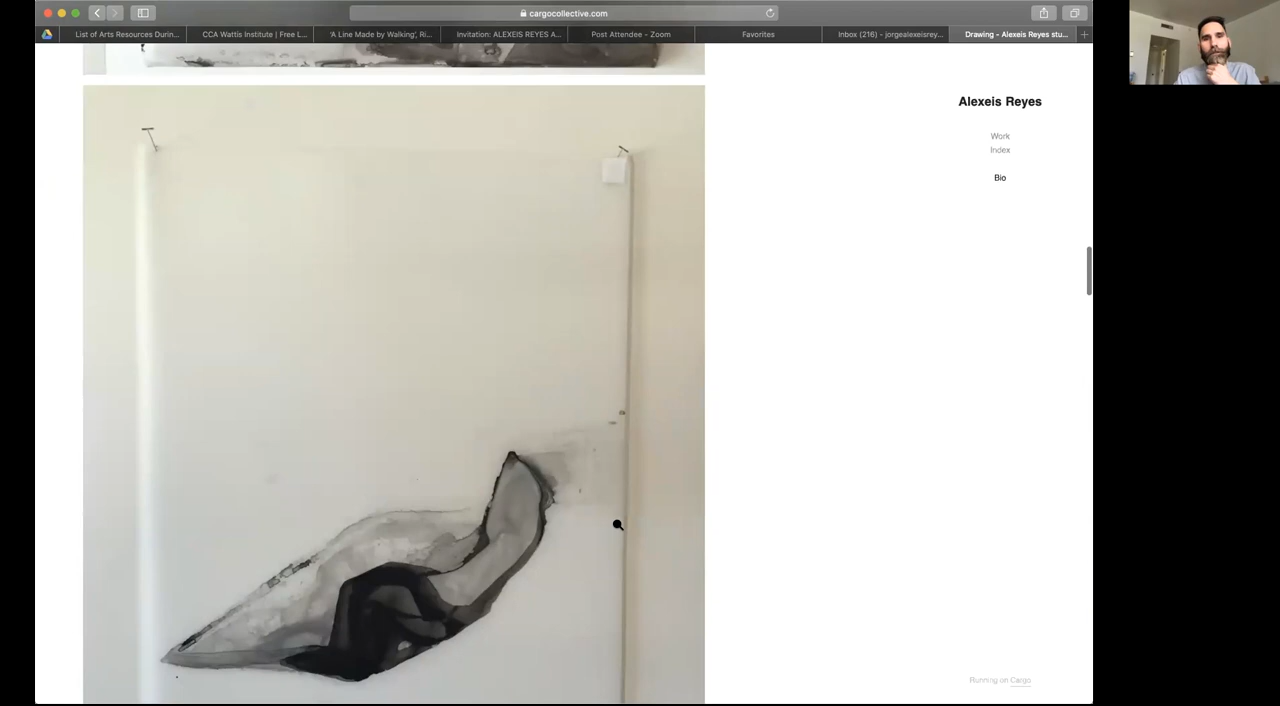 cargocollective.com
List of Arts Resources Durin...
CCA Wattis Institute | Free L...
'A Line Made by Walking', Ri...
Invitation: ALEXEIS REYES A...
Post Attendee - Zoom
Favorites
Inbox (216) - jorgealexeisrey...
Drawing - Alexeis Reyes stu...
Alexeis Reyes
Work
Index
Bio
Running on Cargo